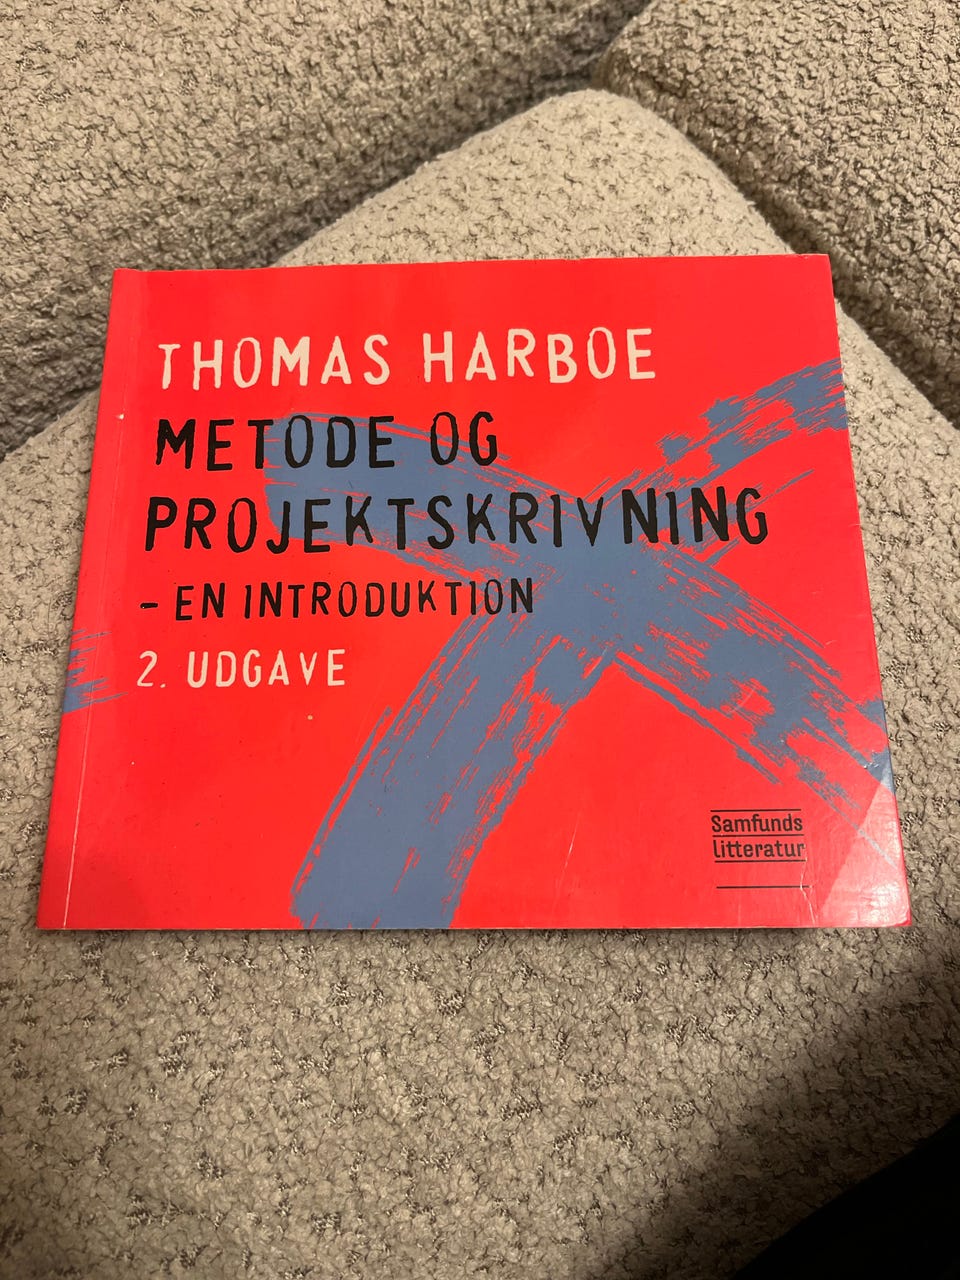 THOMAS HARBOE
METODE OG
PROJEKTSKRIVNING
- EN INTRODUKTION
2. UDGAVE
Samfunds
litteratur